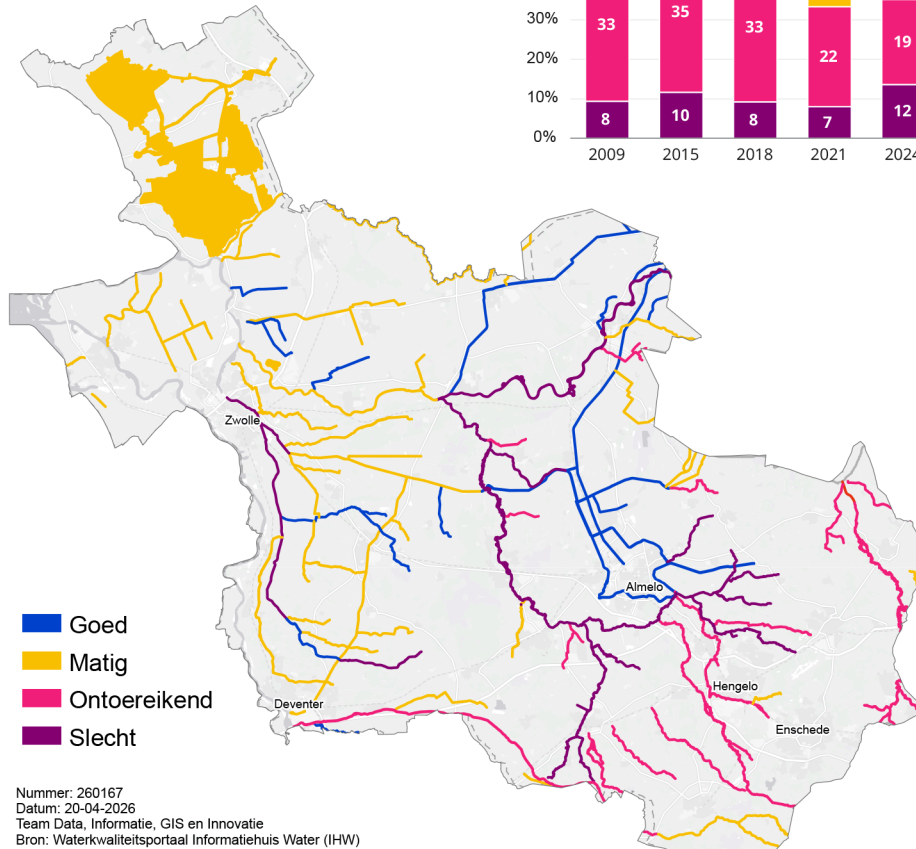 30%
33
35
33
22
19
20%
10%
8
10
8
7
12
0%
2009
2015
2018
2021
2024
Zwolle
Almelo
Hengelo
Deventer
Enschede
Goed
Matig
Ontoereikend
Slecht
Nummer: 260167
Datum: 20-04-2026
Team Data, Informatie, GIS en Innovatie
Bron: Waterkwaliteitsportaal Informatiehuis Water (IHW)